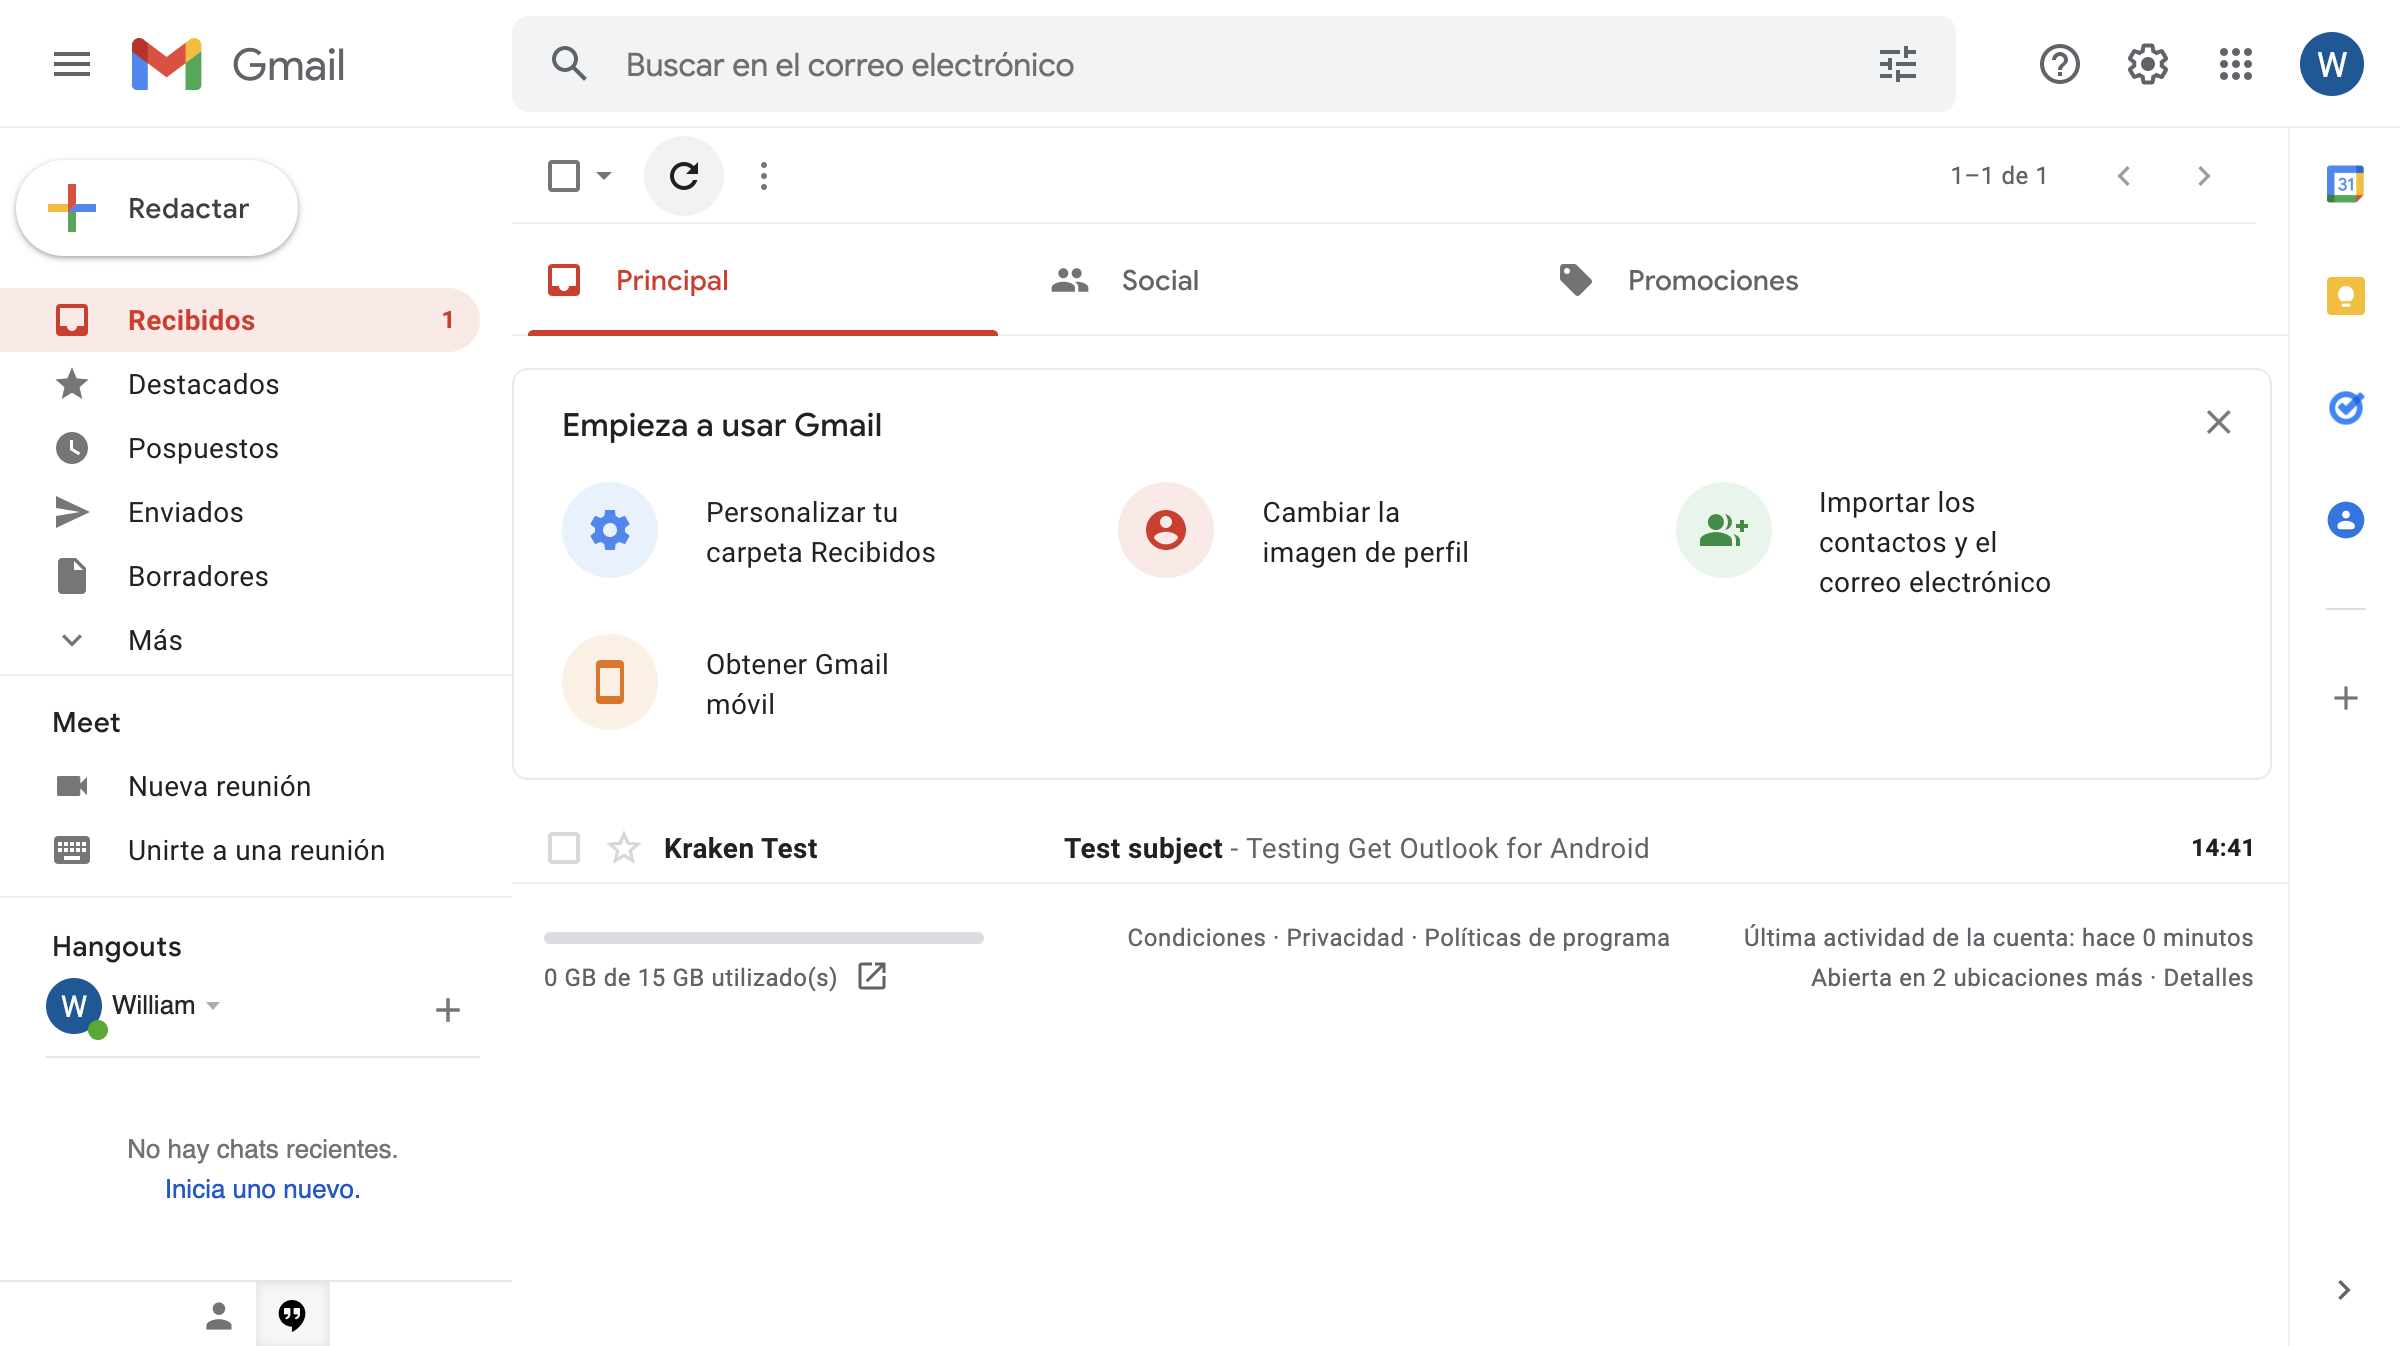 Gmail
Buscar en el correo electrónico
W
Redactar
1–1 de 1
31
Principal
Social
Promociones
Recibidos 1
Destacados
Pospuestos
Enviados
Borradores
Más
Empieza a usar Gmail
Personalizar tu
carpeta Recibidos
Cambiar la
imagen de perfil
Importar los
contactos y el
correo electrónico
Obtener Gmail
móvil
Meet
Nueva reunión
Unirte a una reunión
Kraken Test Test subject - Testing Get Outlook for Android 14:41
0 GB de 15 GB utilizado(s)
Condiciones · Privacidad · Políticas de programa
Última actividad de la cuenta: hace 0 minutos
Abierta en 2 ubicaciones más · Detalles
Hangouts
W William
No hay chats recientes.
Inicia uno nuevo.